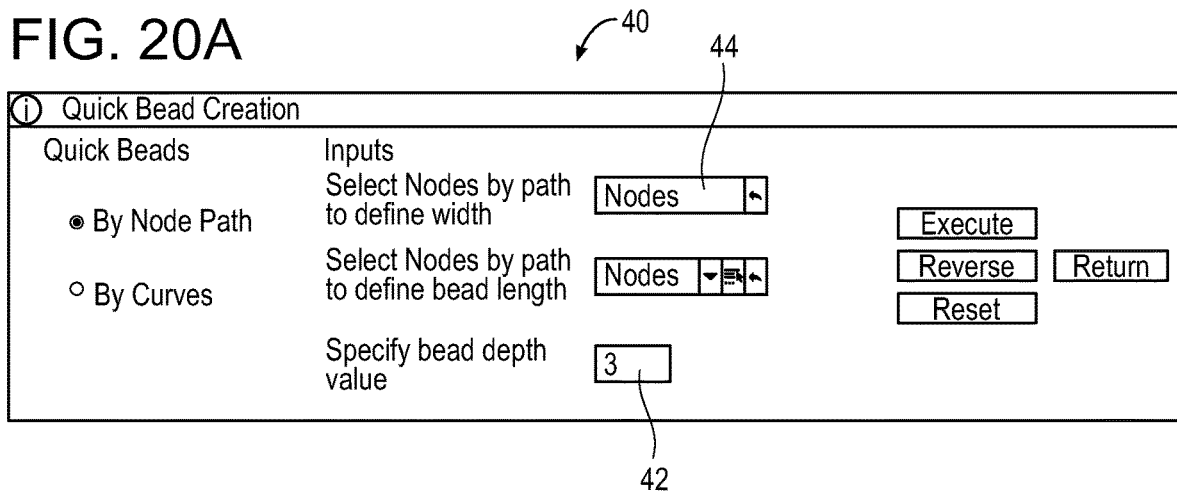 FIG. 20A
40
44
i Quick Bead Creation
Quick Beads
Inputs
By Node Path
By Curves
Select Nodes by path
to define width
Nodes
Select Nodes by path
to define bead length
Nodes
Specify bead depth
value
3
Execute
Reverse
Return
Reset
42